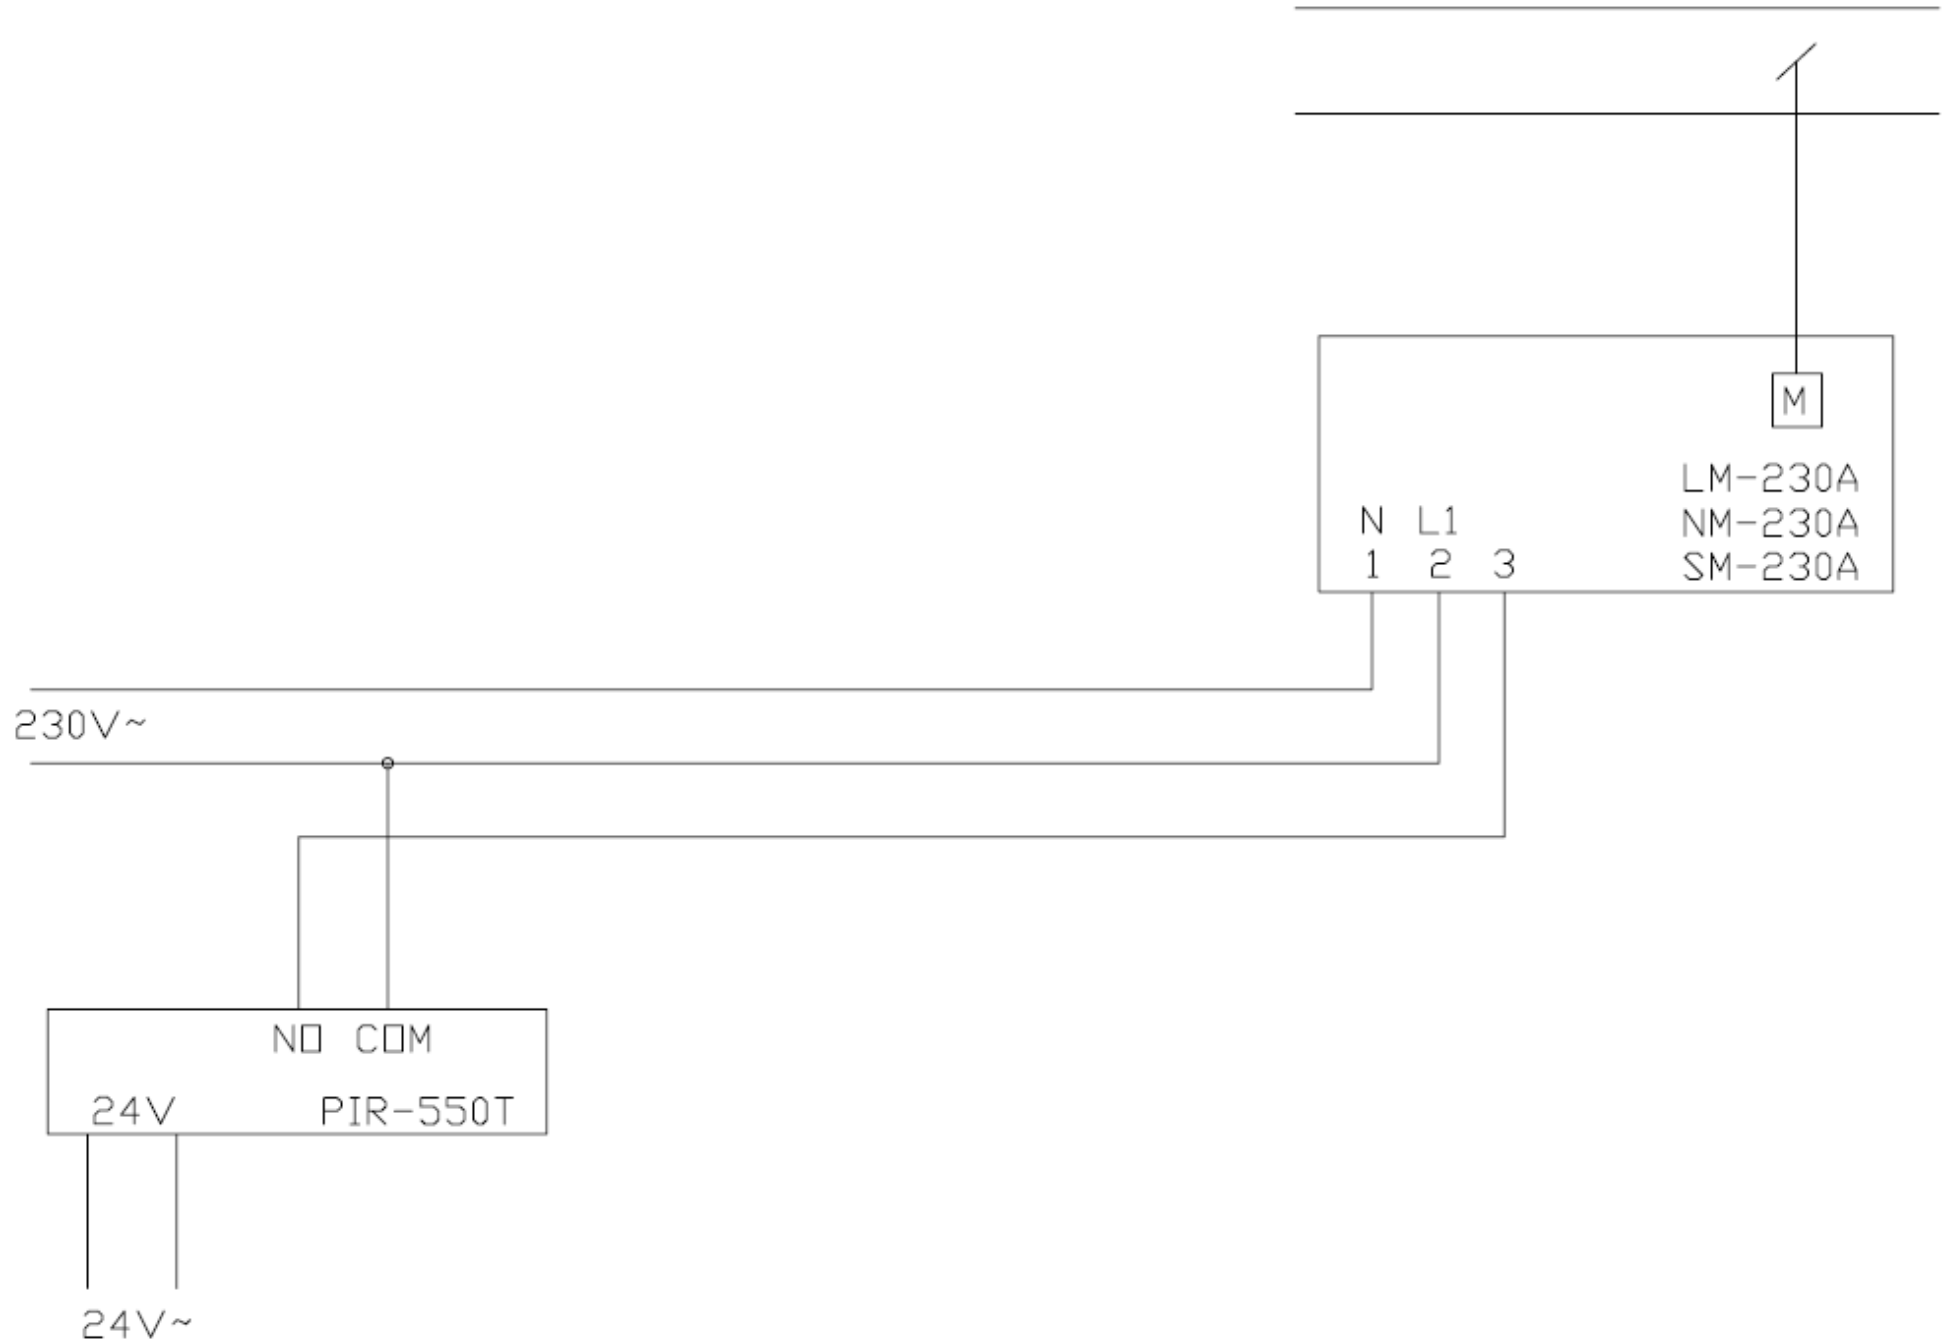 M
LM-230A
N L1 NM-230A
1 2 3 SM-230A
230V~
NO COM
24V PIR-550T
24V~